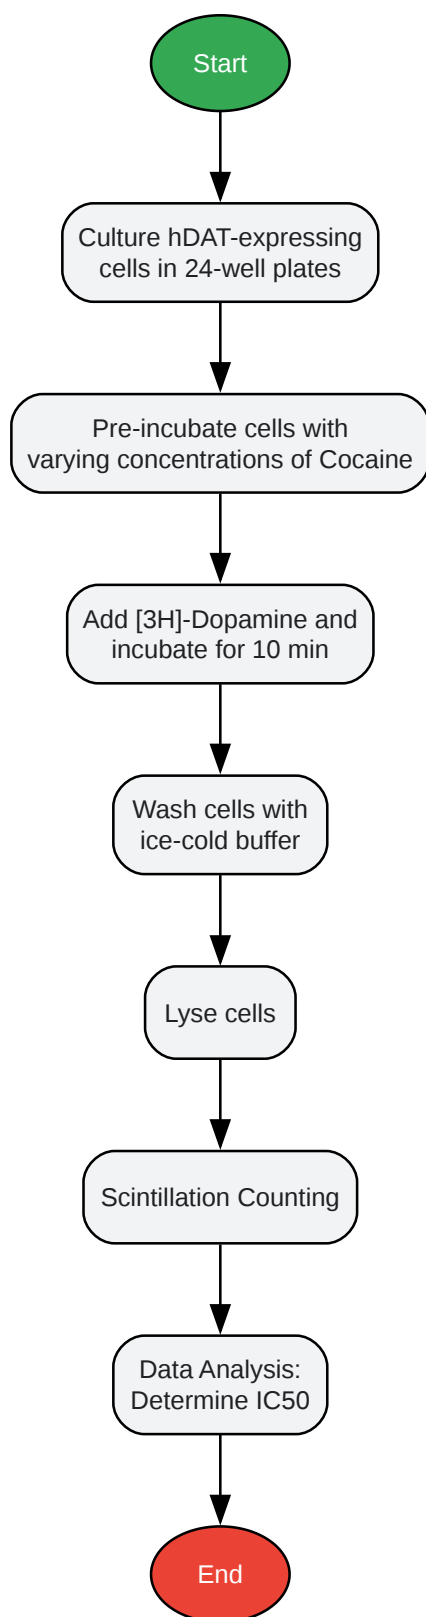 Start
Culture hDAT-expressing
cells in 24-well plates
Pre-incubate cells with
varying concentrations of Cocaine
Add [3H]-Dopamine and
incubate for 10 min
Wash cells with
ice-cold buffer
Lyse cells
Scintillation Counting
Data Analysis:
Determine IC50
End